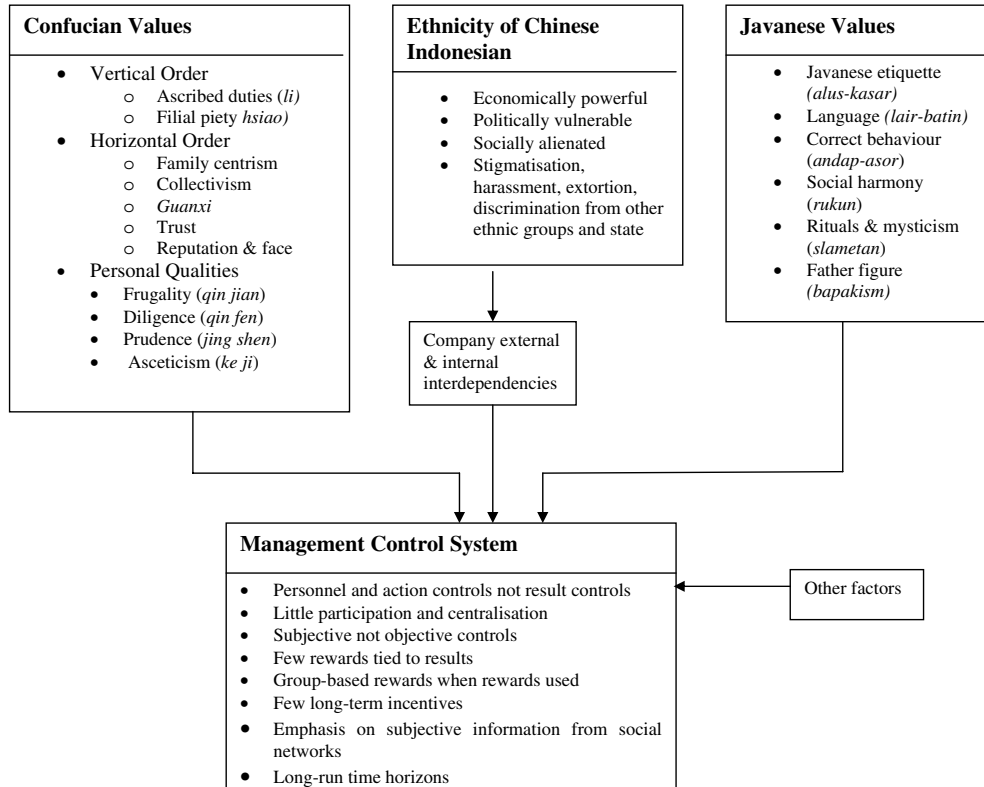 Confucian Values
• Vertical Order
o Ascribed duties (li)
o Filial piety hsiao)
• Horizontal Order
o Family centrism
o Collectivism
o Guanxi
o Trust
o Reputation & face
• Personal Qualities
• Frugality (qin jian)
• Diligence (qin fen)
• Prudence (jing shen)
• Asceticism (ke ji)
Ethnicity of Chinese
Indonesian
• Economically powerful
• Politically vulnerable
• Socially alienated
• Stigmatisation,
harassment, extortion,
discrimination from other
ethnic groups and state
Javanese Values
• Javanese etiquette
(alus-kasar)
• Language (lair-batin)
• Correct behaviour
(andap-asor)
• Social harmony
(rukun)
• Rituals & mysticism
(slametan)
• Father figure
(bapakism)
Company external
& internal
interdependencies
Management Control System
• Personnel and action controls not result controls
• Little participation and centralisation
• Subjective not objective controls
• Few rewards tied to results
• Group-based rewards when rewards used
• Few long-term incentives
• Emphasis on subjective information from social
networks
• Long-run time horizons
Other factors